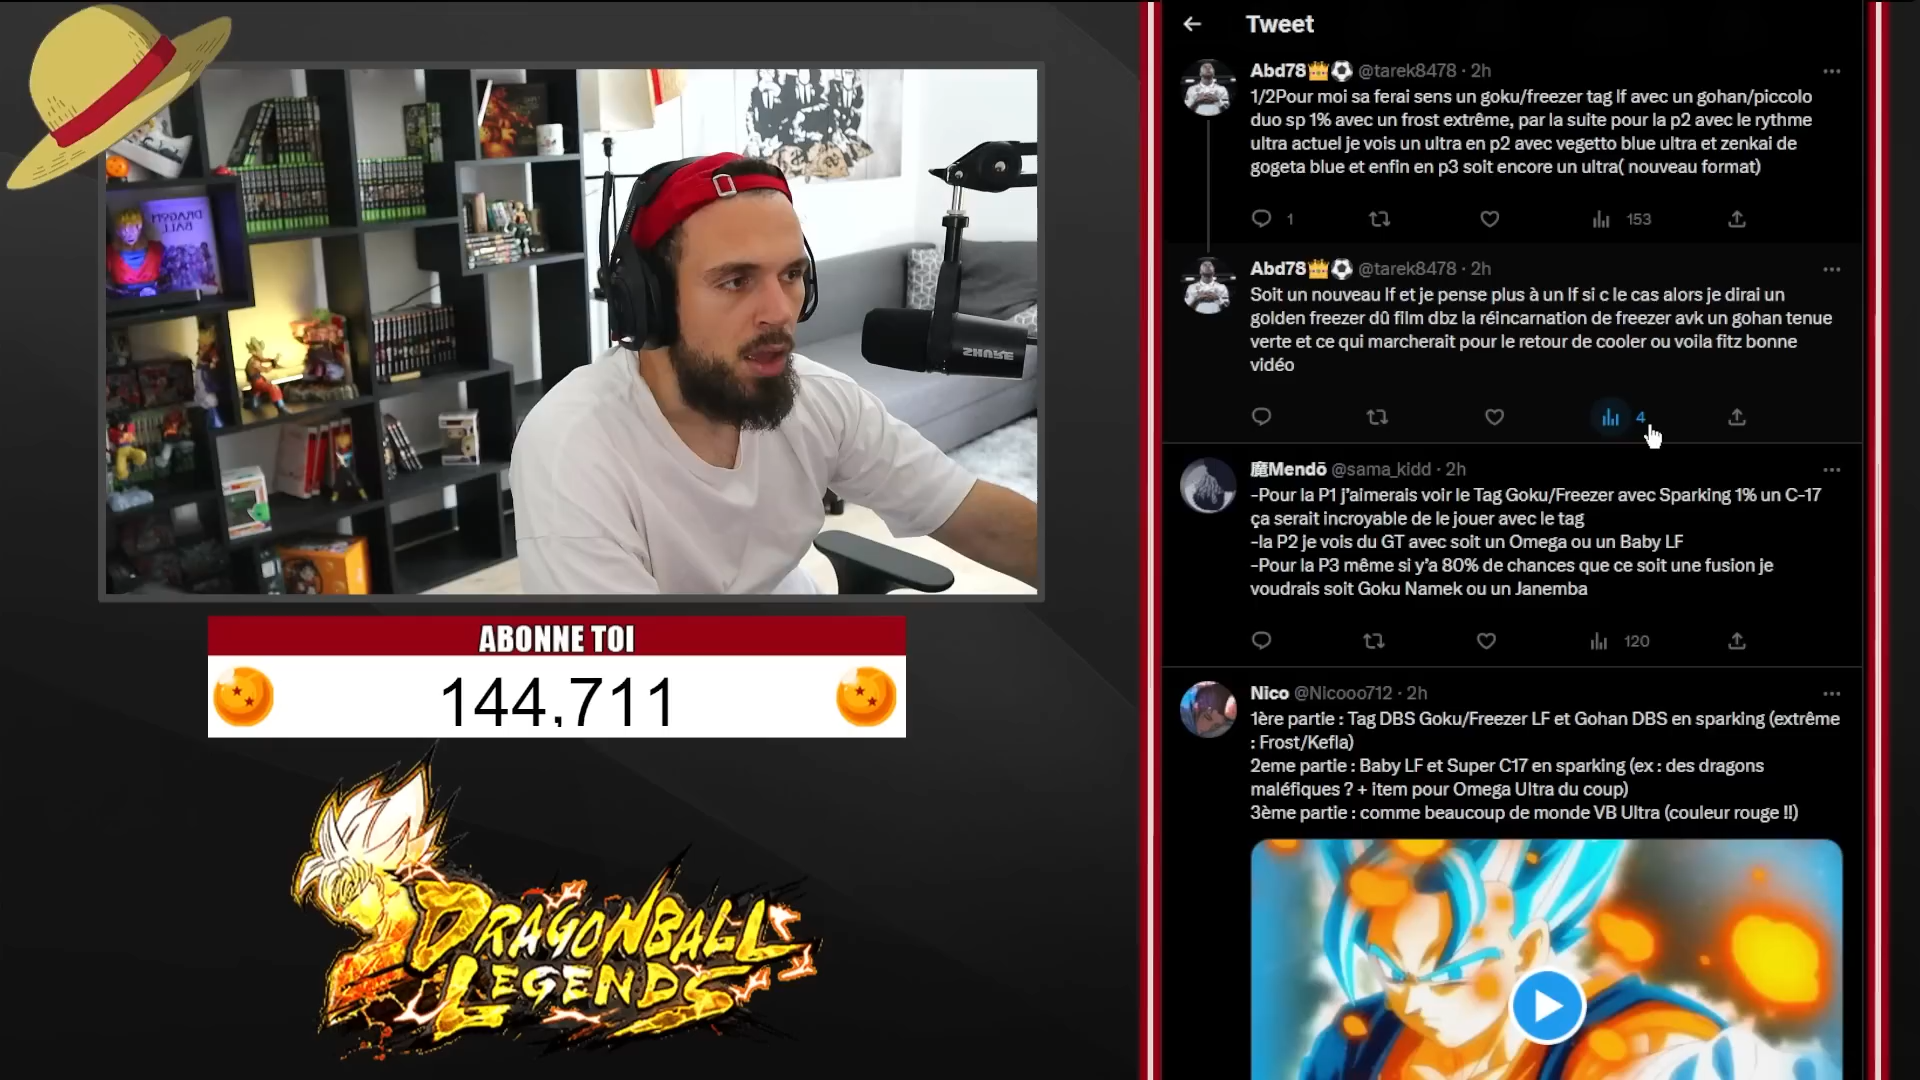 Tweet
Abd78 @tarek8478 · 2h
1/2Pour moi sa ferai sens un goku/freezer tag lf avec un gohan/piccolo
duo sp 1% avec un frost extrême, par la suite pour la p2 avec le rythme
ultra actuel je vois un ultra en p2 avec vegetto blue ultra et zenkai de
gogeta blue et enfin en p3 soit encore un ultra( nouveau format)
1 153
Abd78 @tarek8478 · 2h
Soit un nouveau lf et je pense plus à un lf si c le cas alors je dirai un
golden freezer dû film dbz la réincarnation de freezer avk un gohan tenue
verte et ce qui marcherait pour le retour de cooler ou voila fitz bonne
vidéo
4
魔Mendō @sama_kidd · 2h
-Pour la P1 j'aimerais voir le Tag Goku/Freezer avec Sparking 1% un C-17
ça serait incroyable de le jouer avec le tag
-la P2 je vois du GT avec soit un Omega ou un Baby LF
-Pour la P3 même si y'a 80% de chances que ce soit une fusion je
voudrais soit Goku Namek ou un Janemba
120
Nico @Nicooo712 · 2h
1ère partie : Tag DBS Goku/Freezer LF et Gohan DBS en sparking (extrême
: Frost/Kefla)
2eme partie : Baby LF et Super C17 en sparking (ex : des dragons
maléfiques ? + item pour Omega Ultra du coup)
3ème partie : comme beaucoup de monde VB Ultra (couleur rouge !!)
DRAGON
BALL
SHURE
ABONNE TOI
144,711
DRAGONBALL
LEGENDS